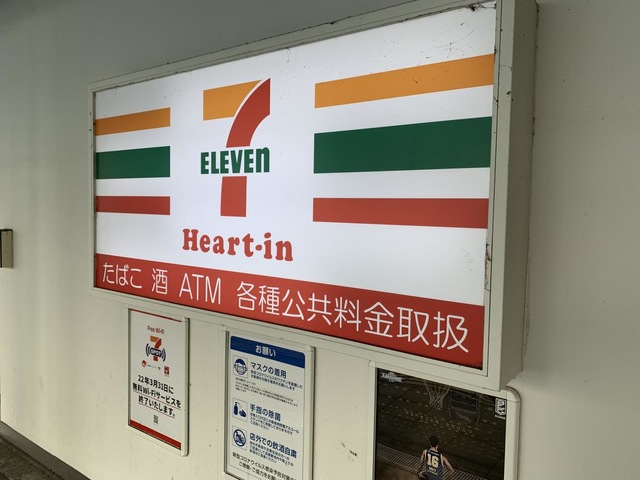 7
ELEVEn
Heart-in
たばこ 酒 ATM 各種公共料金取扱
Free Wi-Fi
7
22年3月31日に
無料Wi-Fiサービスを
終了いたします。
お願い
マスクの着用
手指の除菌
店外での飲酒自粛
16